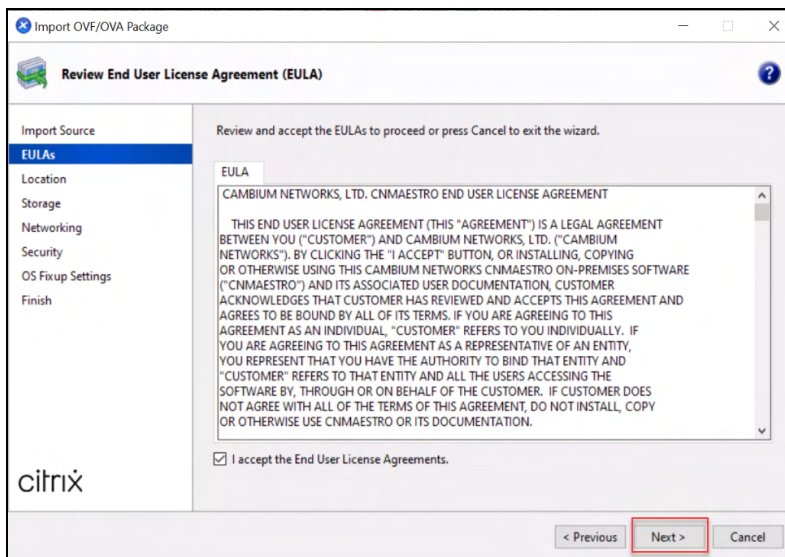 Import OVF/OVA Package
Review End User License Agreement (EULA)
Import Source
EULAs
Location
Storage
Networking
Security
OS Fixup Settings
Finish
citrix
Review and accept the EULAs to proceed or press Cancel to exit the wizard.
EULA
CAMBIUM NETWORKS, LTD. CNMAESTRO END USER LICENSE AGREEMENT
THIS END USER LICENSE AGREEMENT (THIS "AGREEMENT") IS A LEGAL AGREEMENT
BETWEEN YOU ("CUSTOMER") AND CAMBIUM NETWORKS, LTD. ("CAMBIUM
NETWORKS"). BY CLICKING THE "I ACCEPT" BUTTON, OR INSTALLING, COPYING
OR OTHERWISE USING THIS CAMBIUM NETWORKS CNMAESTRO ON-PREMISES SOFTWARE
("CNMAESTRO") AND ITS ASSOCIATED USER DOCUMENTATION, CUSTOMER
ACKNOWLEDGES THAT CUSTOMER HAS REVIEWED AND ACCEPTS THIS AGREEMENT AND
AGREES TO BE BOUND BY ALL OF ITS TERMS. IF YOU ARE AGREEING TO THIS
AGREEMENT AS AN INDIVIDUAL, "CUSTOMER" REFERS TO YOU INDIVIDUALLY. IF
YOU ARE AGREEING TO THIS AGREEMENT AS A REPRESENTATIVE OF AN ENTITY,
YOU REPRESENT THAT YOU HAVE THE AUTHORITY TO BIND THAT ENTITY AND
"CUSTOMER" REFERS TO THAT ENTITY AND ALL THE USERS ACCESSING THE
SOFTWARE BY, THROUGH OR ON BEHALF OF THE CUSTOMER. IF CUSTOMER DOES
NOT AGREE WITH ALL OF THE TERMS OF THIS AGREEMENT, DO NOT INSTALL, COPY
OR OTHERWISE USE CNMAESTRO OR ITS DOCUMENTATION.
I accept the End User License Agreements.
< Previous
Next >
Cancel